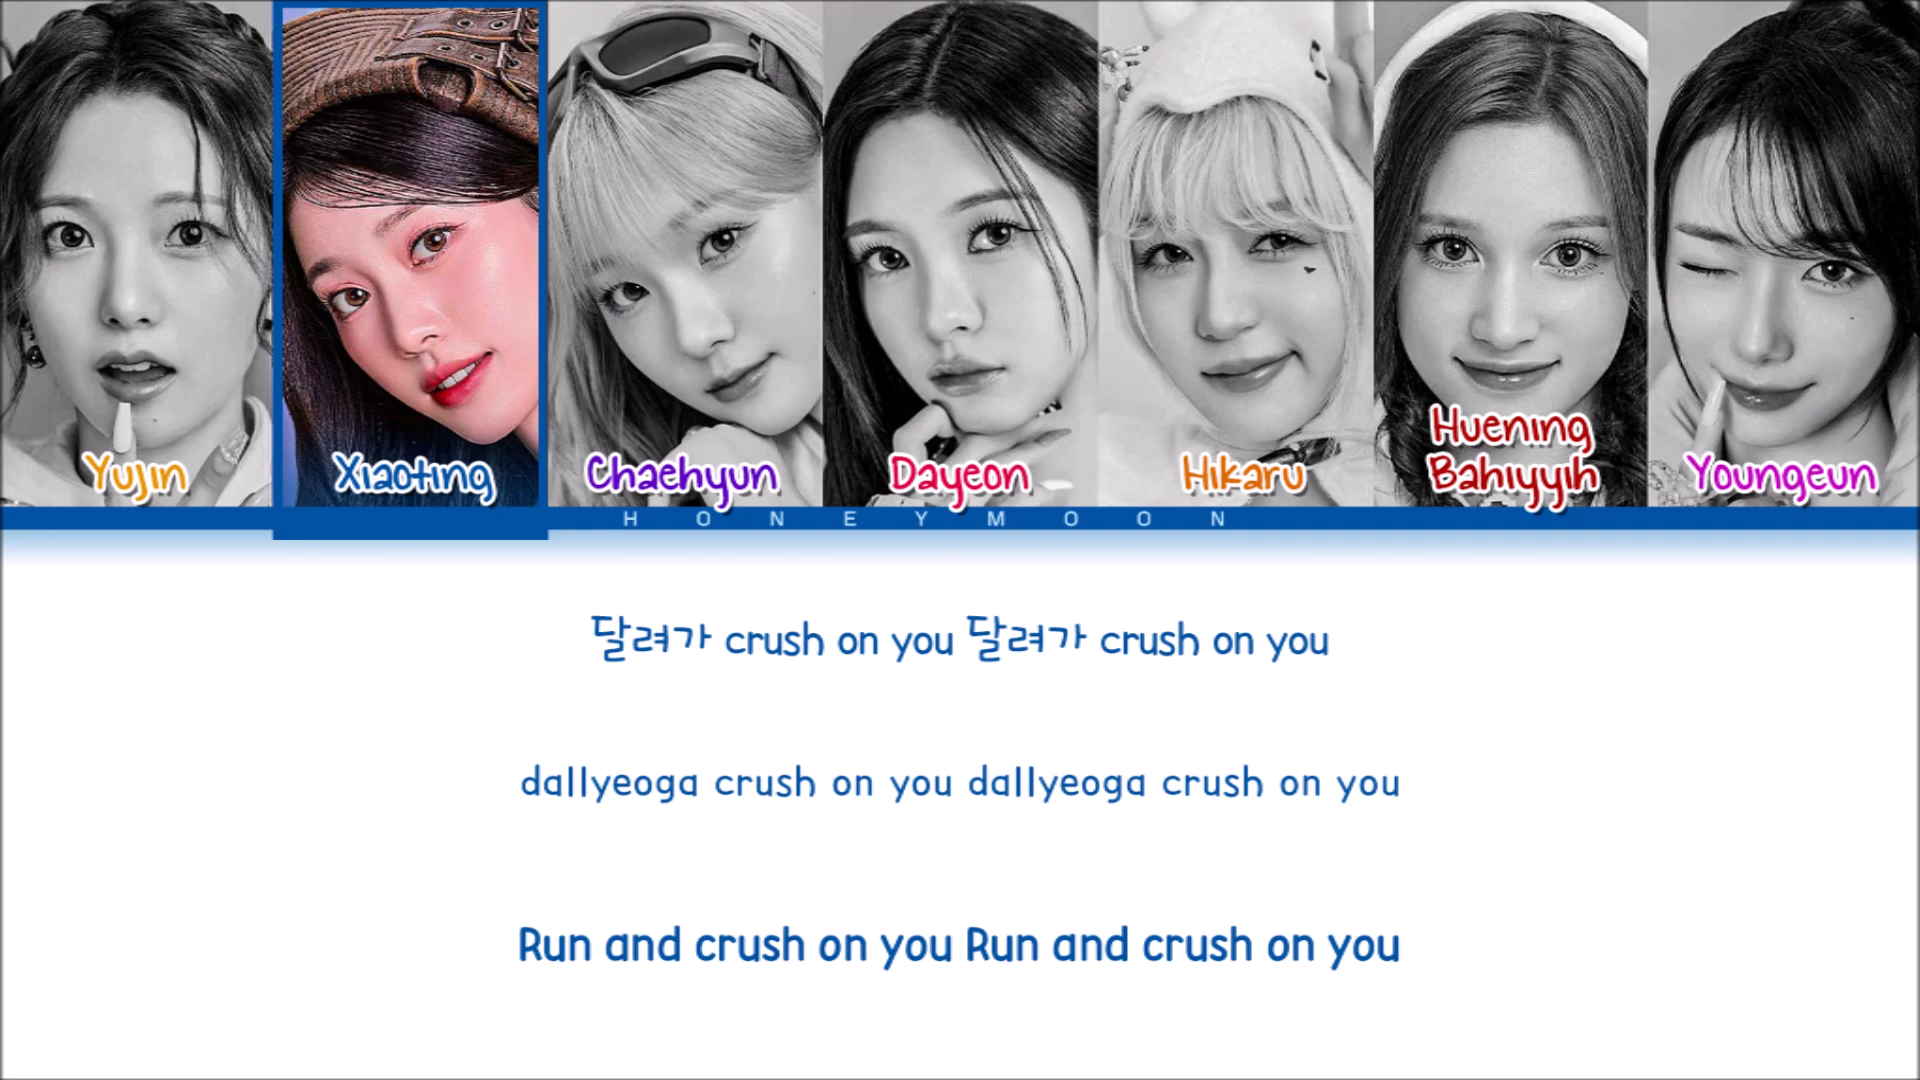 Yujin
Xiaoting
Chaehyun
Dayeon
Hikaru
Huening
Bahiyyih
Youngeun
HONEYMOON
달려가 crush on you 달려가 crush on you
dallyeoga crush on you dallyeoga crush on you
Run and crush on you Run and crush on you